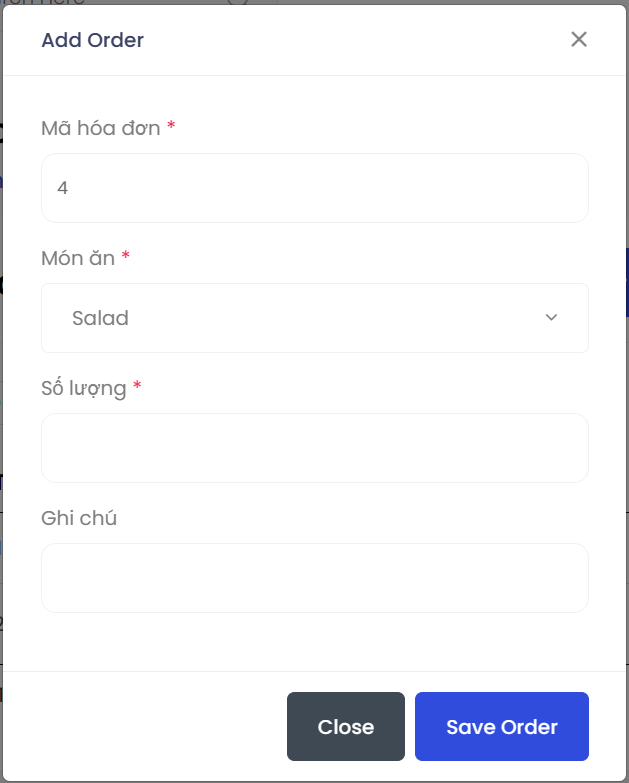 Add Order
Mã hóa đơn *
4
Món ăn *
Salad
Số lượng *
Ghi chú
Close
Save Order